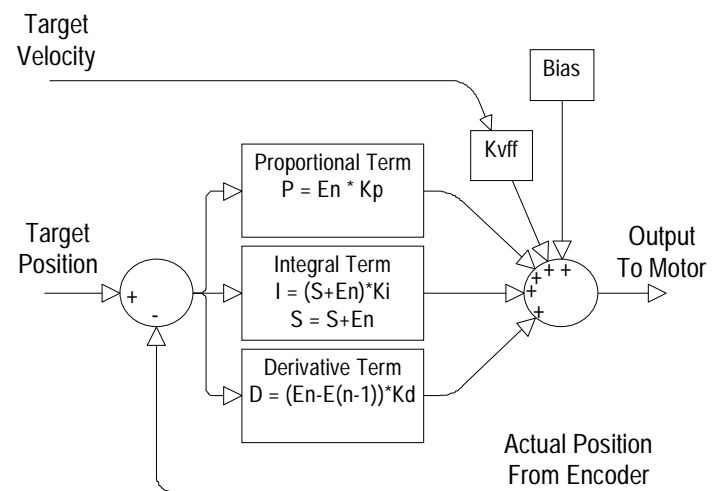 Target
Velocity
Bias
Kvff
Proportional Term
P = En * Kp
Target
Position
Integral Term
I = (S+En)*Ki
S = S+En
Output
To Motor
Derivative Term
D = (En-E(n-1))*Kd
+
-
+
+
+
+
+
Actual Position
From Encoder